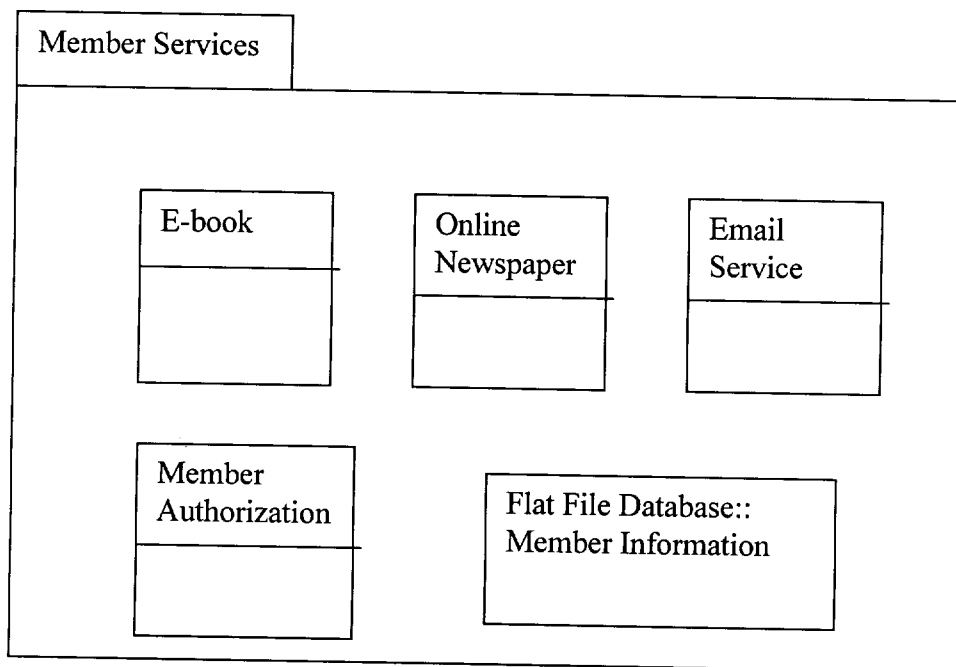 Member Services
E-book
Online
Newspaper
Email
Service
Member
Authorization
Flat File Database::
Member Information